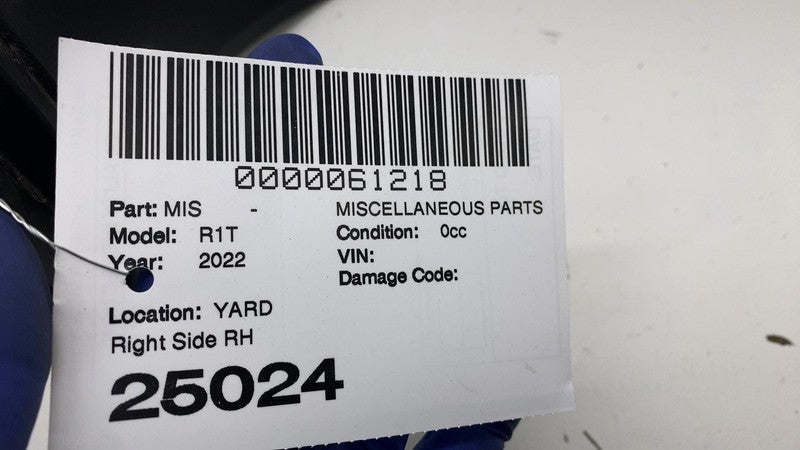 0000061218
Part: MIS - MISCELLANEOUS PARTS
Model: R1T Condition: 0cc
Year: 2022 VIN:
Damage Code:
Location: YARD
Right Side RH
25024